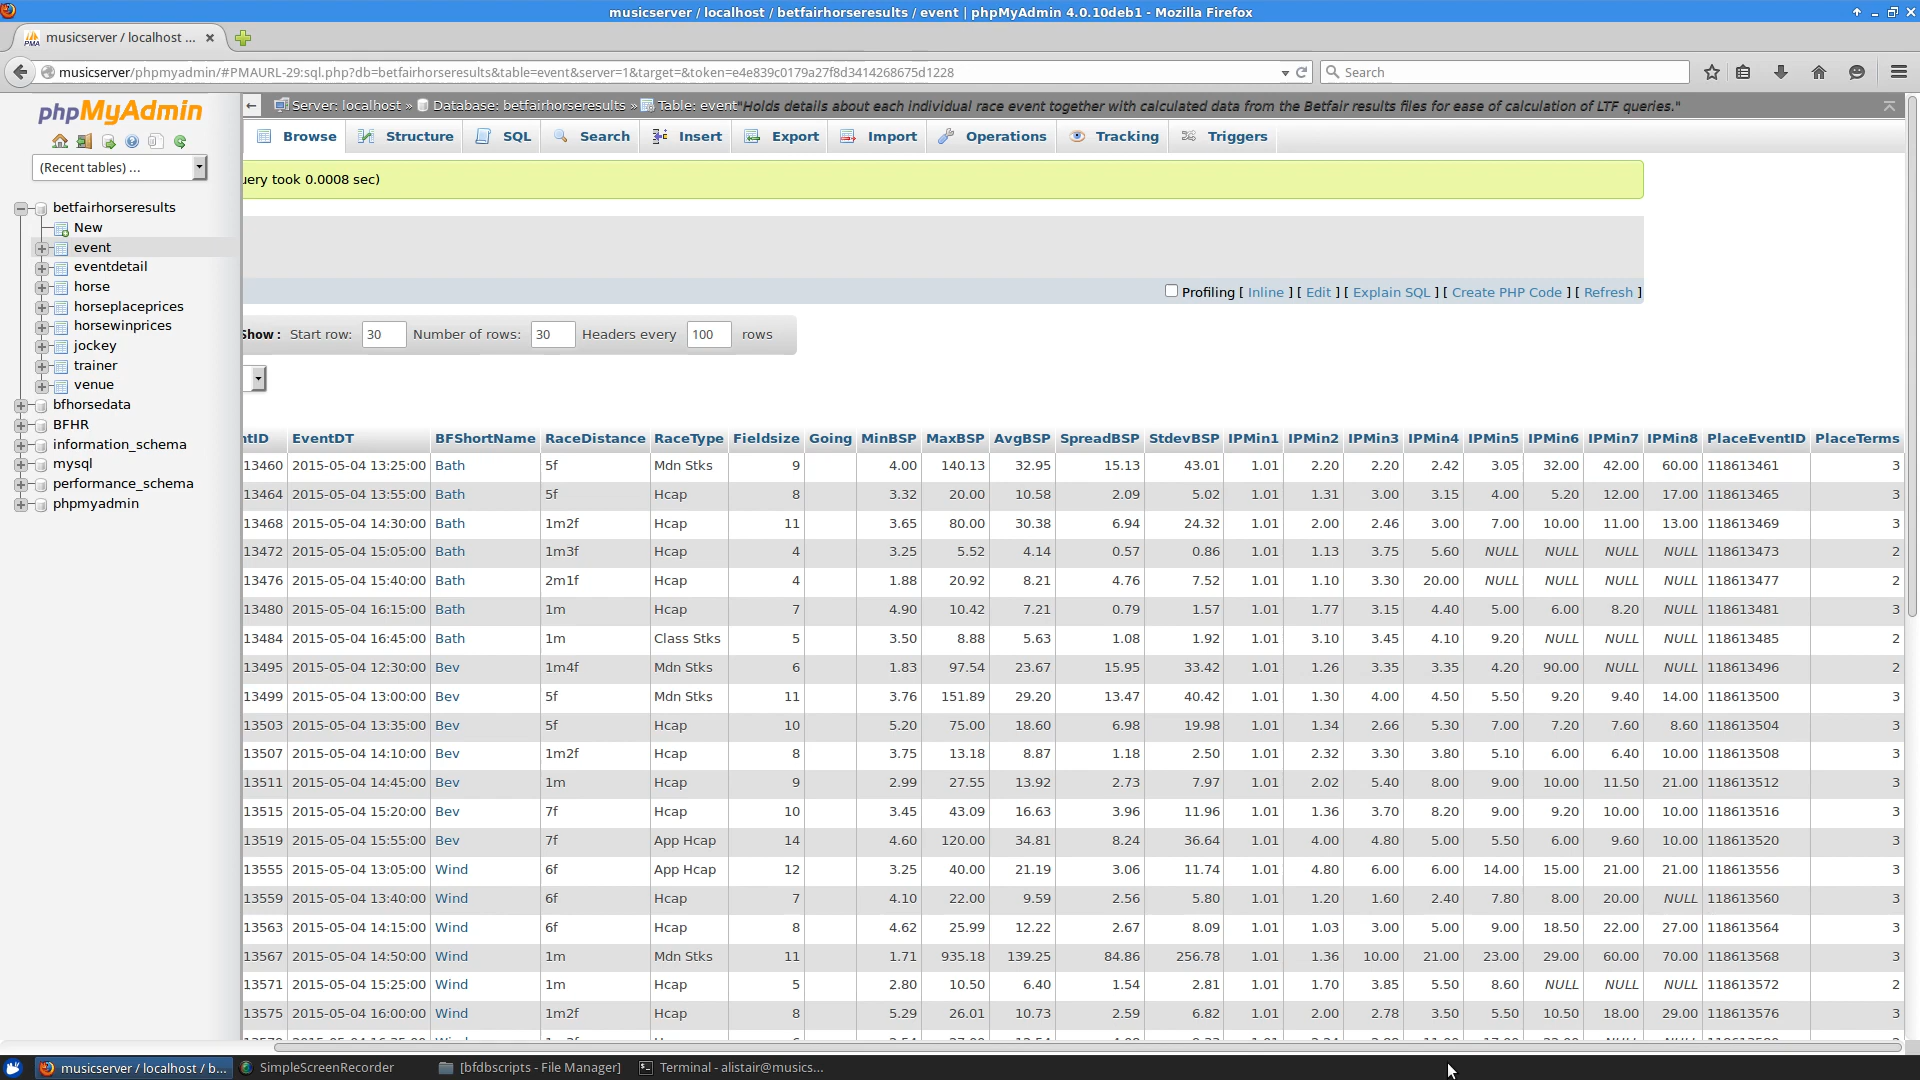 musicserver / localhost / betfairhorseresults / event | phpMyAdmin 4.0.10deb1 - Mozilla Firefox
musicserver / localhost ...
musicserver/phpmyadmin/#PMAURL-29:sql.php?db=betfairhorseresults&table=event&server=1&target=&token=e4e839c0179a27f8d3414268675d1228
Search
phpMyAdmin
(Recent tables) ...
betfairhorseresults
New
event
eventdetail
horse
horseplaceprices
horsewinprices
jockey
trainer
venue
bfhorsedata
BFHR
information_schema
mysql
performance_schema
phpmyadmin
Server: localhost » Database: betfairhorseresults » Table: event "Holds details about each individual race event together with calculated data from the Betfair results files for ease of calculation of LTF queries."
Browse Structure SQL Search Insert Export Import Operations Tracking Triggers
uery took 0.0008 sec)
Profiling [ Inline ] [ Edit ] [ Explain SQL ] [ Create PHP Code ] [ Refresh ]
Show : Start row: 30 Number of rows: 30 Headers every 100 rows
ntID EventDT BFShortName RaceDistance RaceType Fieldsize Going MinBSP MaxBSP AvgBSP SpreadBSP StdevBSP IPMin1 IPMin2 IPMin3 IPMin4 IPMin5 IPMin6 IPMin7 IPMin8 PlaceEventID PlaceTerms
13460 2015-05-04 13:25:00 Bath 5f Mdn Stks 9 4.00 140.13 32.95 15.13 43.01 1.01 2.20 2.20 2.42 3.05 32.00 42.00 60.00 118613461 3
13464 2015-05-04 13:55:00 Bath 5f Hcap 8 3.32 20.00 10.58 2.09 5.02 1.01 1.31 3.00 3.15 4.00 5.20 12.00 17.00 118613465 3
13468 2015-05-04 14:30:00 Bath 1m2f Hcap 11 3.65 80.00 30.38 6.94 24.32 1.01 2.00 2.46 3.00 7.00 10.00 11.00 13.00 118613469 3
13472 2015-05-04 15:05:00 Bath 1m3f Hcap 4 3.25 5.52 4.14 0.57 0.86 1.01 1.13 3.75 5.60 NULL NULL NULL NULL 118613473 2
13476 2015-05-04 15:40:00 Bath 2m1f Hcap 4 1.88 20.92 8.21 4.76 7.52 1.01 1.10 3.30 20.00 NULL NULL NULL NULL 118613477 2
13480 2015-05-04 16:15:00 Bath 1m Hcap 7 4.90 10.42 7.21 0.79 1.57 1.01 1.77 3.15 4.40 5.00 6.00 8.20 NULL 118613481 3
13484 2015-05-04 16:45:00 Bath 1m Class Stks 5 3.50 8.88 5.63 1.08 1.92 1.01 3.10 3.45 4.10 9.20 NULL NULL NULL 118613485 2
13495 2015-05-04 12:30:00 Bev 1m4f Mdn Stks 6 1.83 97.54 23.67 15.95 33.42 1.01 1.26 3.35 3.35 4.20 90.00 NULL NULL 118613496 2
13499 2015-05-04 13:00:00 Bev 5f Mdn Stks 11 3.76 151.89 29.20 13.47 40.42 1.01 1.30 4.00 4.50 5.50 9.20 9.40 14.00 118613500 3
13503 2015-05-04 13:35:00 Bev 5f Hcap 10 5.20 75.00 18.60 6.98 19.98 1.01 1.34 2.66 5.30 7.00 7.20 7.60 8.60 118613504 3
13507 2015-05-04 14:10:00 Bev 1m2f Hcap 8 3.75 13.18 8.87 1.18 2.50 1.01 2.32 3.30 3.80 5.10 6.00 6.40 10.00 118613508 3
13511 2015-05-04 14:45:00 Bev 1m Hcap 9 2.99 27.55 13.92 2.73 7.97 1.01 2.02 5.40 8.00 9.00 10.00 11.50 21.00 118613512 3
13515 2015-05-04 15:20:00 Bev 7f Hcap 10 3.45 43.09 16.63 3.96 11.96 1.01 1.36 3.70 8.20 9.00 9.20 10.00 10.00 118613516 3
13519 2015-05-04 15:55:00 Bev 7f App Hcap 14 4.60 120.00 34.81 8.24 36.64 1.01 4.00 4.80 5.00 5.50 6.00 9.60 10.00 118613520 3
13555 2015-05-04 13:05:00 Wind 6f App Hcap 12 3.25 40.00 21.19 3.06 11.74 1.01 4.80 6.00 6.00 14.00 15.00 21.00 21.00 118613556 3
13559 2015-05-04 13:40:00 Wind 6f Hcap 7 4.10 22.00 9.59 2.56 5.80 1.01 1.20 1.60 2.40 7.80 8.00 20.00 NULL 118613560 3
13563 2015-05-04 14:15:00 Wind 6f Hcap 8 4.62 25.99 12.22 2.67 8.09 1.01 1.03 3.00 5.00 9.00 18.50 22.00 27.00 118613564 3
13567 2015-05-04 14:50:00 Wind 1m Mdn Stks 11 1.71 935.18 139.25 84.86 256.78 1.01 1.36 10.00 21.00 23.00 29.00 60.00 70.00 118613568 3
13571 2015-05-04 15:25:00 Wind 1m Hcap 5 2.80 10.50 6.40 1.54 2.81 1.01 1.70 3.85 5.50 8.60 NULL NULL NULL 118613572 2
13575 2015-05-04 16:00:00 Wind 1m2f Hcap 8 5.29 26.01 10.73 2.59 6.82 1.01 2.00 2.78 3.50 5.50 10.50 18.00 29.00 118613576 3
musicserver / localhost / b... SimpleScreenRecorder [bfdbscripts - File Manager] Terminal - alistair@musics...